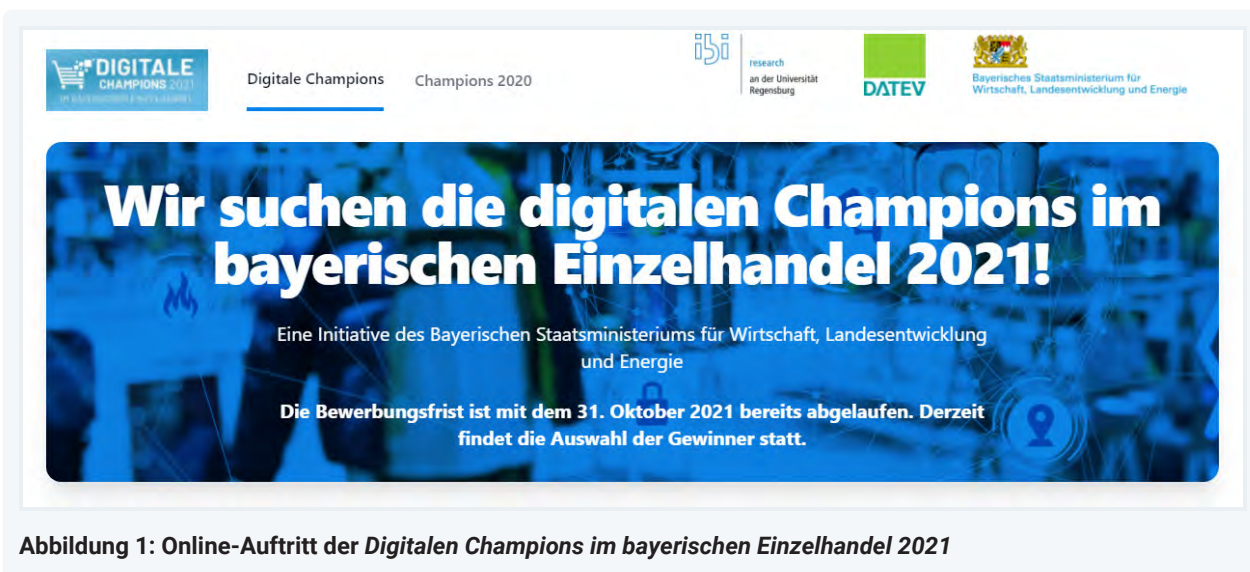 DIGITALE
CHAMPIONS 2021
IM BAYERISCHEN EINZELHANDEL
Digitale Champions
Champions 2020
ibi
research
an der Universität
Regensburg
DATEV
Bayerisches Staatsministerium für
Wirtschaft, Landesentwicklung und Energie
Wir suchen die digitalen Champions im
bayerischen Einzelhandel 2021!
Eine Initiative des Bayerischen Staatsministeriums für Wirtschaft, Landesentwicklung
und Energie
Die Bewerbungsfrist ist mit dem 31. Oktober 2021 bereits abgelaufen. Derzeit
findet die Auswahl der Gewinner statt.
Abbildung 1: Online-Auftritt der Digitalen Champions im bayerischen Einzelhandel 2021